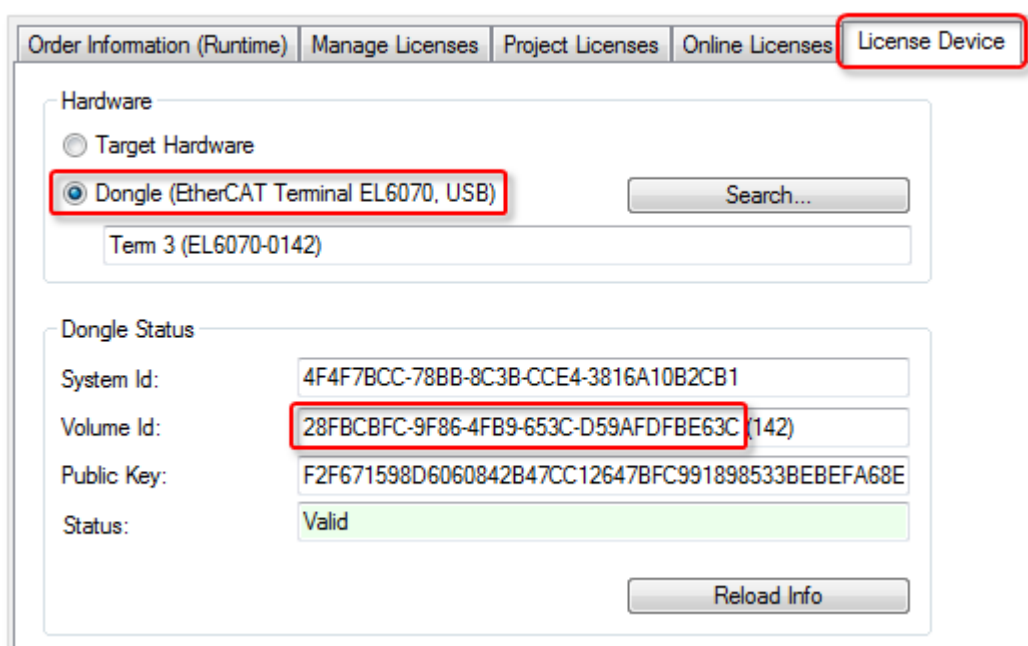 Order Information (Runtime) Manage Licenses Project Licenses Online Licenses License Device
Hardware
Target Hardware
Dongle (EtherCAT Terminal EL6070, USB) Search...
Term 3 (EL6070-0142)
Dongle Status
System Id: 4F4F7BCC-78BB-8C3B-CCE4-3816A10B2CB1
Volume Id: 28FBCBFC-9F86-4FB9-653C-D59AFDFBE63C (142)
Public Key: F2F671598D6060842B47CC12647BFC991898533BEBEFA68E
Status: Valid
Reload Info